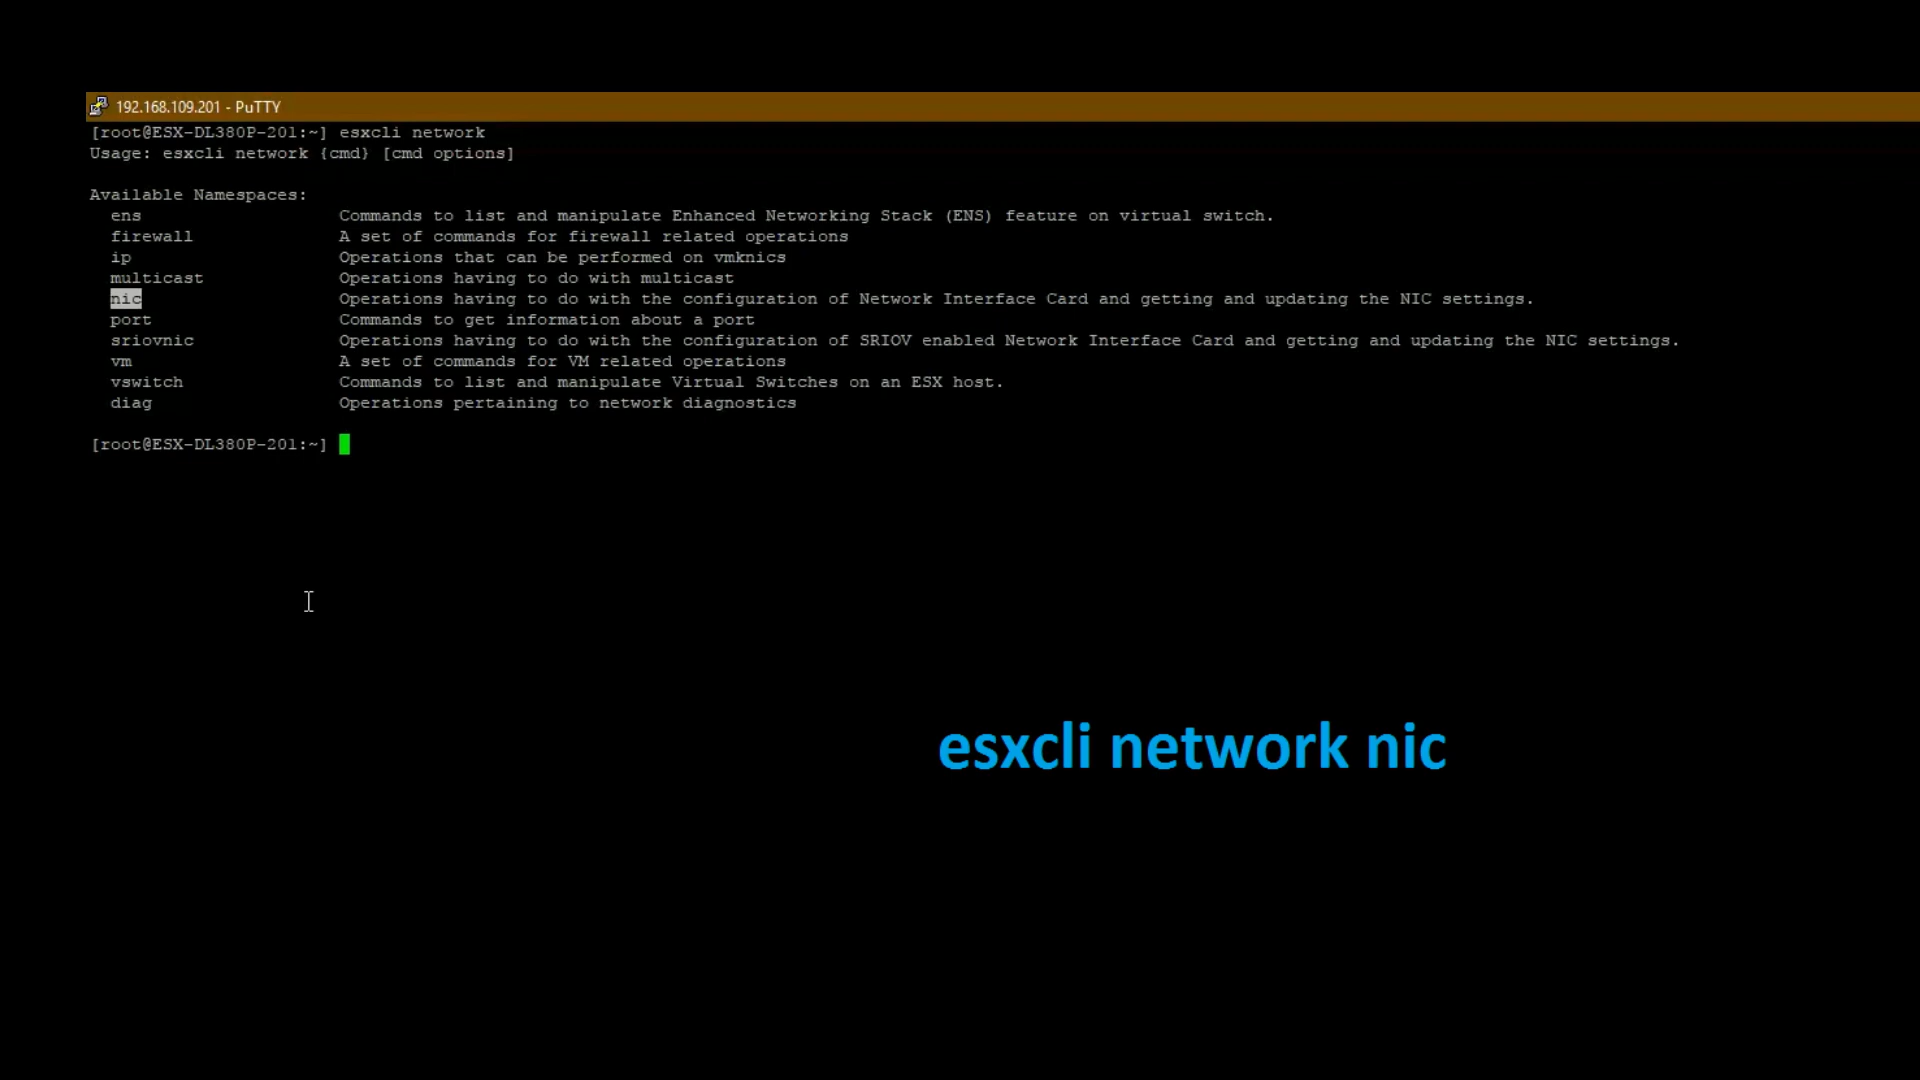 192.168.109.201 - PuTTY
[root@ESX-DL380P-201:~] esxcli network
Usage: esxcli network {cmd} [cmd options]
Available Namespaces:
ens Commands to list and manipulate Enhanced Networking Stack (ENS) feature on virtual switch.
firewall A set of commands for firewall related operations
ip Operations that can be performed on vmknics
multicast Operations having to do with multicast
nic Operations having to do with the configuration of Network Interface Card and getting and updating the NIC settings.
port Commands to get information about a port
sriovnic Operations having to do with the configuration of SRIOV enabled Network Interface Card and getting and updating the NIC settings.
vm A set of commands for VM related operations
vswitch Commands to list and manipulate Virtual Switches on an ESX host.
diag Operations pertaining to network diagnostics
[root@ESX-DL380P-201:~]
esxcli network nic